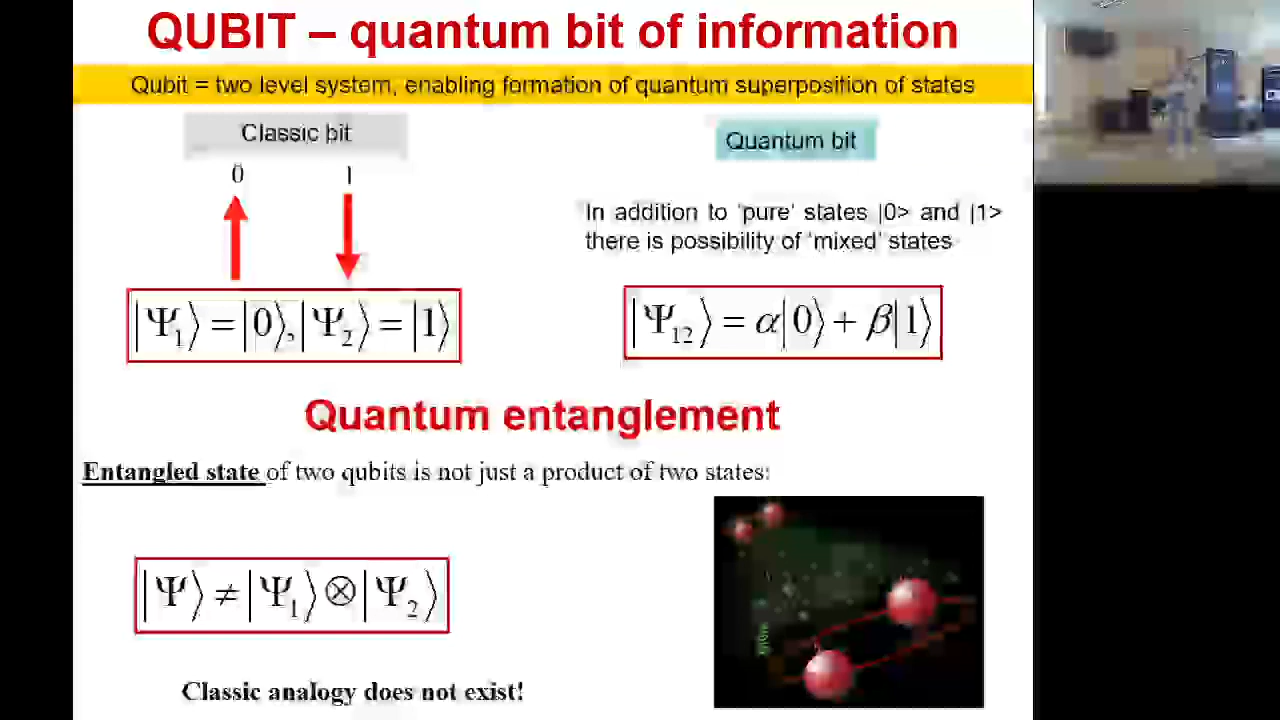 QUBIT – quantum bit of information
Qubit = two level system, enabling formation of quantum superposition of states
Classic bit
0 1
|Ψ₁⟩ = |0⟩, |Ψ₂⟩ = |1⟩
Quantum bit
In addition to 'pure' states |0> and |1>
there is possibility of 'mixed' states
|Ψ₁₂⟩ = α|0⟩ + β|1⟩
Quantum entanglement
Entangled state of two qubits is not just a product of two states:
|Ψ⟩ ≠ |Ψ₁⟩ ⊗ |Ψ₂⟩
Classic analogy does not exist!